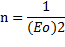 n = 1/(Eo)2